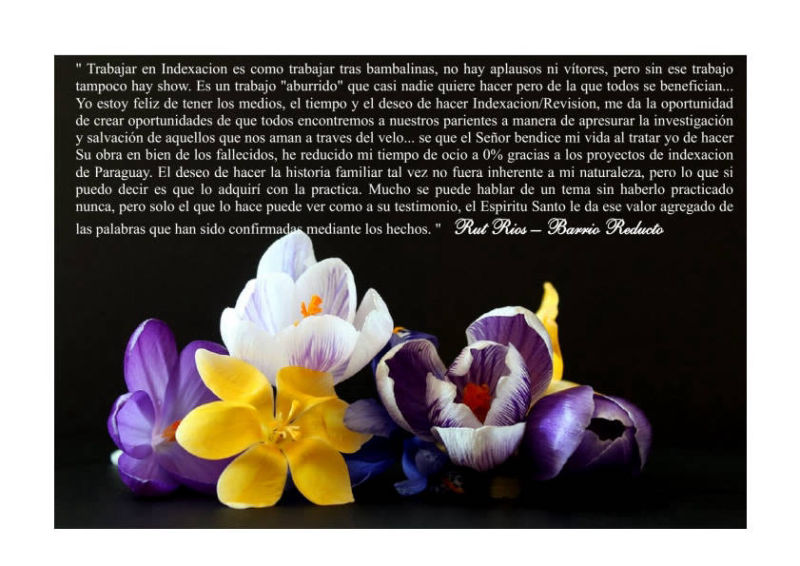 " Trabajar en Indexacion es como trabajar tras bambalinas, no hay aplausos ni vítores, pero sin ese trabajo
tampoco hay show. Es un trabajo "aburrido" que casi nadie quiere hacer pero de la que todos se benefician...
Yo estoy feliz de tener los medios, el tiempo y el deseo de hacer Indexacion/Revision, me da la oportunidad
de crear oportunidades de que todos encontremos a nuestros parientes a manera de apresurar la investigación
y salvación de aquellos que nos aman a traves del velo... se que el Señor bendice mi vida al tratar yo de hacer
Su obra en bien de los fallecidos, he reducido mi tiempo de ocio a 0% gracias a los proyectos de indexacion
de Paraguay. El deseo de hacer la historia familiar tal vez no fuera inherente a mi naturaleza, pero lo que si
puedo decir es que lo adquirí con la practica. Mucho se puede hablar de un tema sin haberlo practicado
nunca, pero solo el que lo hace puede ver como a su testimonio, el Espiritu Santo le da ese valor agregado de
las palabras que han sido confirmadas mediante los hechos. " Rut Rios – Barrio Reducto